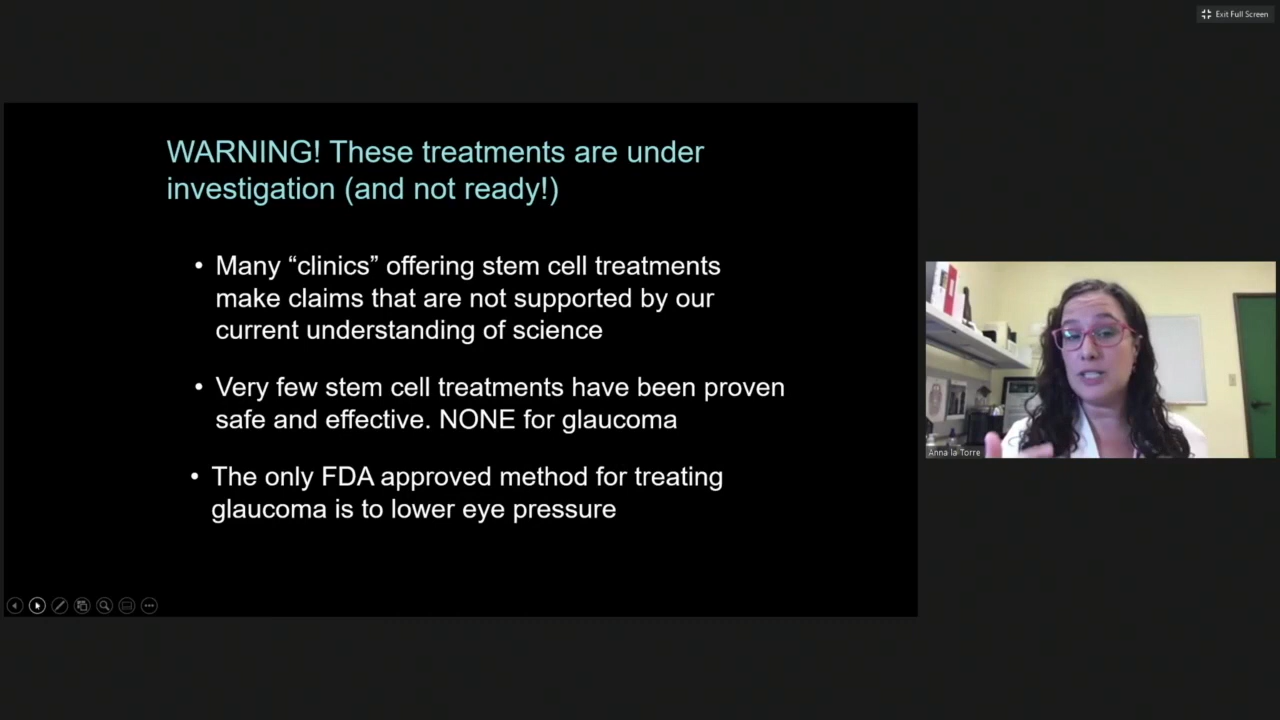 Exit Full Screen
WARNING! These treatments are under
investigation (and not ready!)
• Many “clinics” offering stem cell treatments
make claims that are not supported by our
current understanding of science
• Very few stem cell treatments have been proven
safe and effective. NONE for glaucoma
• The only FDA approved method for treating
glaucoma is to lower eye pressure
Anna la Torre